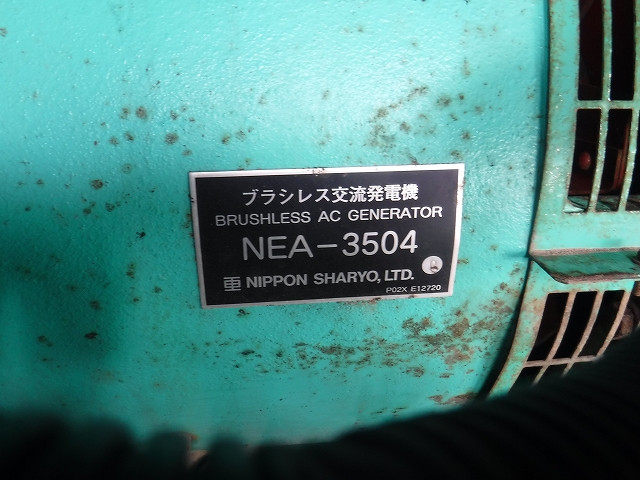 ブラシレス交流発電機
BRUSHLESS AC GENERATOR
NEA-3504
NIPPON SHARYO, LTD.
P02X E12720